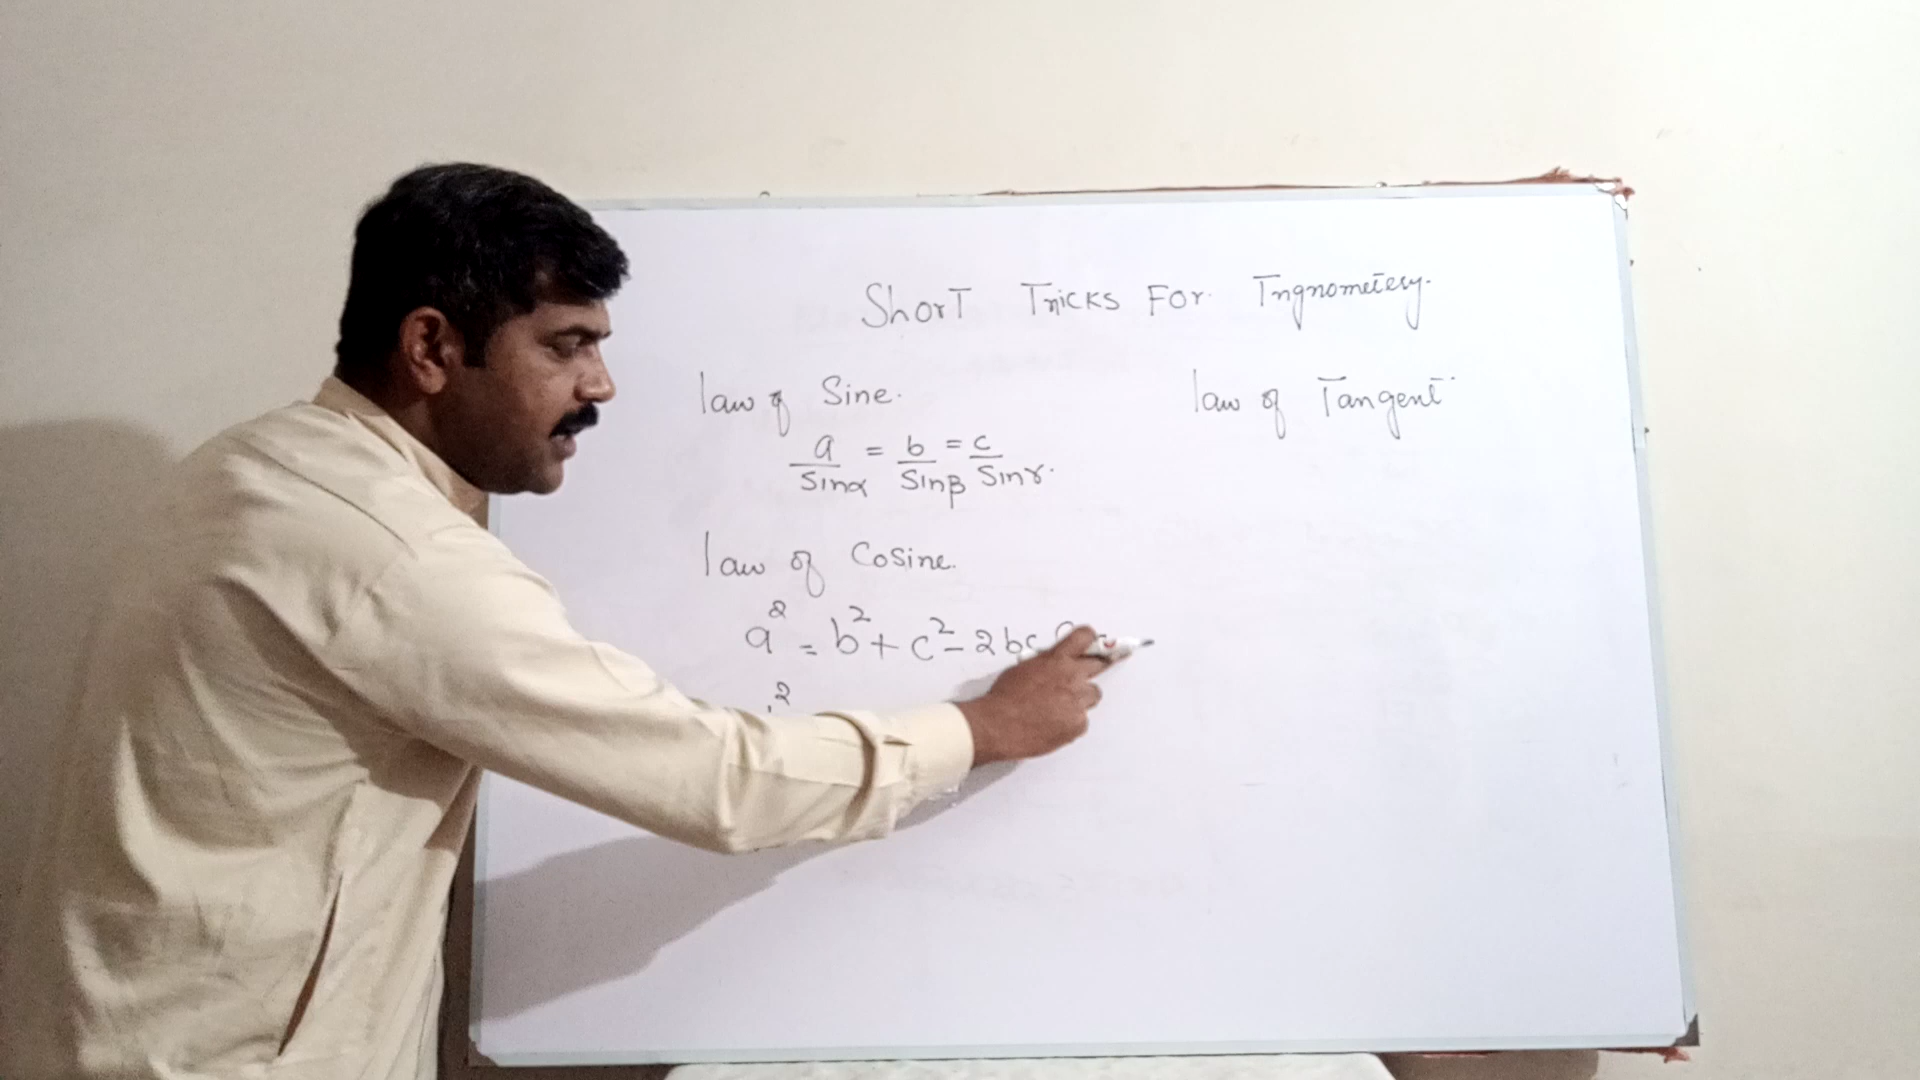 Short Tricks For Trignometery.
law of Sine.
a/Sinα = b/Sinβ = c/Sinγ.
law of Cosine.
a² = b² + c² - 2bc
²
law of Tangent